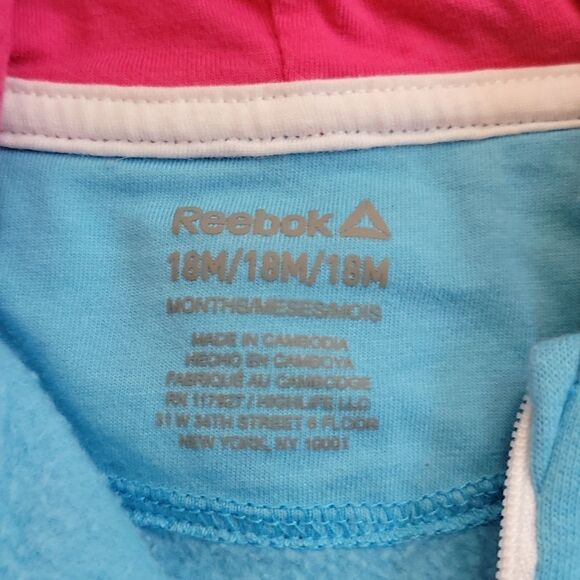 Reebok
18M/18M/18M
MONTHS/MESES/MOIS
MADE IN CAMBODIA
HECHO EN CAMBOYA
FABRIQUÉ AU CAMBODGE
RN 117927 / HIGHLIFE LLC
31 W 34TH STREET 6 FLOOR
NEW YORK, NY 10001